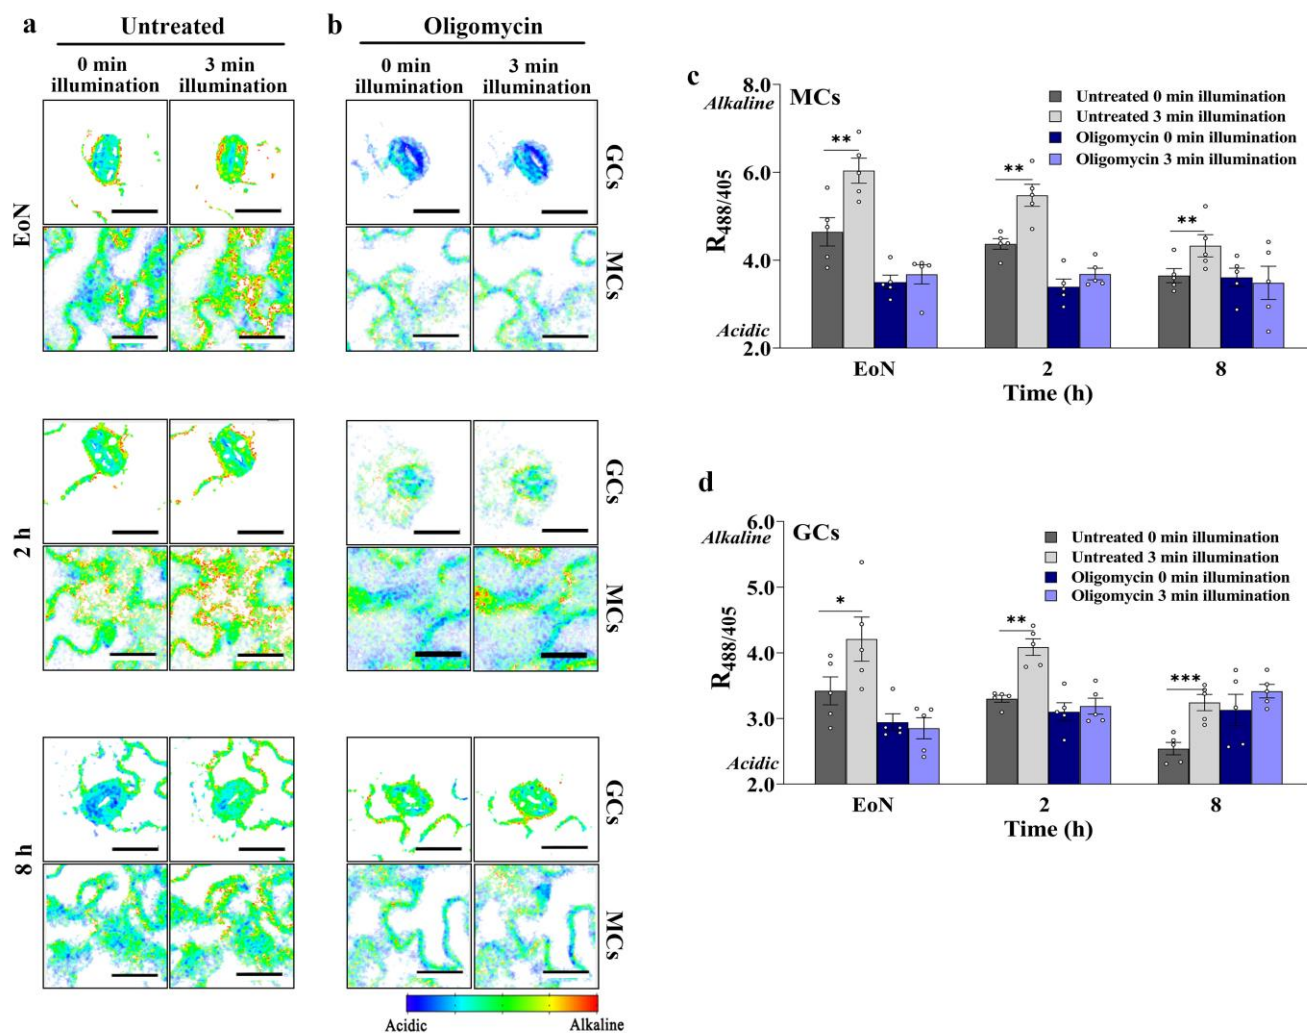 a
Untreated
0 min illumination
3 min illumination
EoN
2 h
8 h
b
Oligomycin
0 min illumination
3 min illumination
GCs
MCs
GCs
MCs
GCs
MCs
Acidic
Alkaline
c
8.0
Alkaline
MCs
Untreated 0 min illumination
Untreated 3 min illumination
Oligomycin 0 min illumination
Oligomycin 3 min illumination
**
**
**
6.0
R488/405
4.0
Acidic
2.0
EoN
2
8
Time (h)
d
6.0
Alkaline
GCs
Untreated 0 min illumination
Untreated 3 min illumination
Oligomycin 0 min illumination
Oligomycin 3 min illumination
5.0
*
**
***
R488/405
4.0
3.0
Acidic
2.0
EoN
2
8
Time (h)